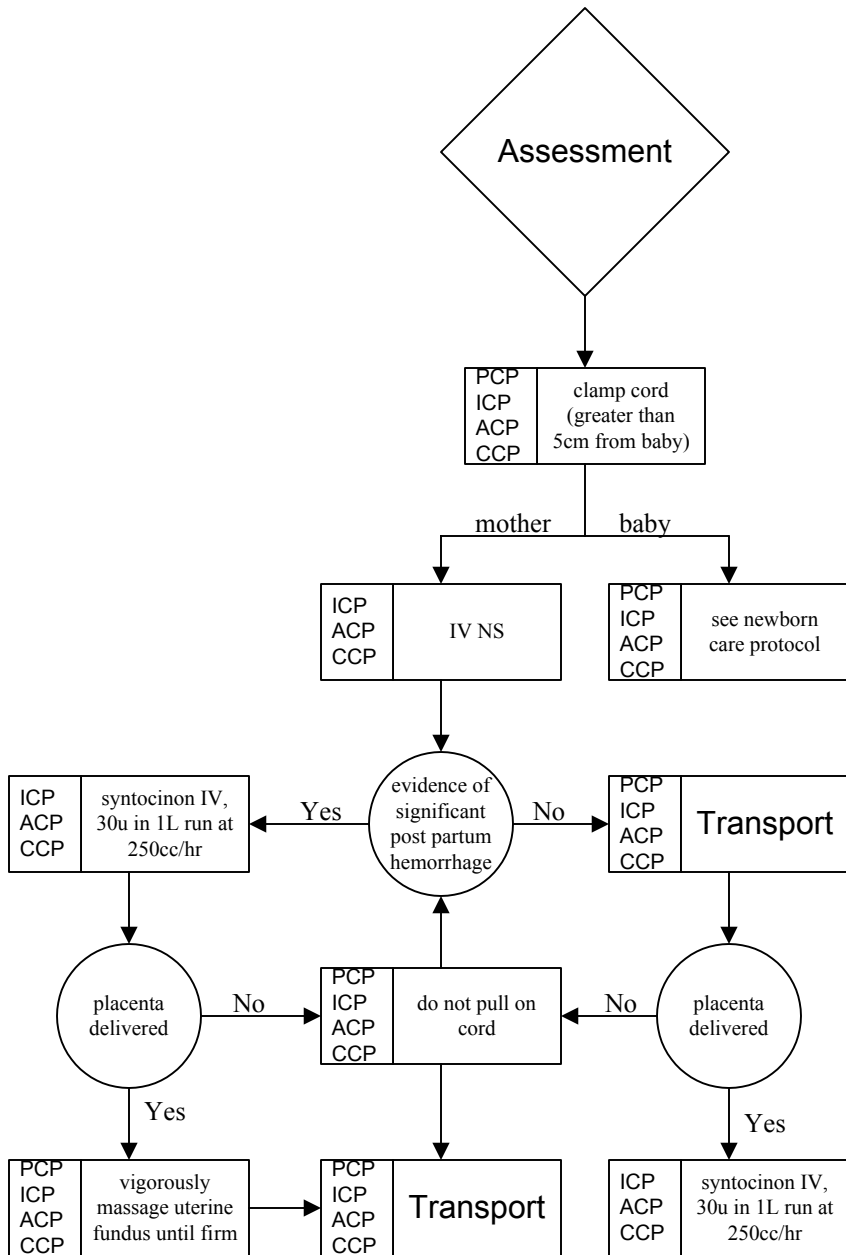 Assessment
PCP
ICP
ACP
CCP
clamp cord
(greater than
5cm from baby)
mother
baby
ICP
ACP
CCP
IV NS
PCP
ICP
ACP
CCP
see newborn
care protocol
ICP
ACP
CCP
syntocinon IV,
30u in 1L run at
250cc/hr
Yes
evidence of
significant
post partum
hemorrhage
No
PCP
ICP
ACP
CCP
Transport
placenta
delivered
No
PCP
ICP
ACP
CCP
do not pull on
cord
No
placenta
delivered
Yes
Yes
PCP
ICP
ACP
CCP
vigorously
massage uterine
fundus until firm
PCP
ICP
ACP
CCP
Transport
ICP
ACP
CCP
syntocinon IV,
30u in 1L run at
250cc/hr